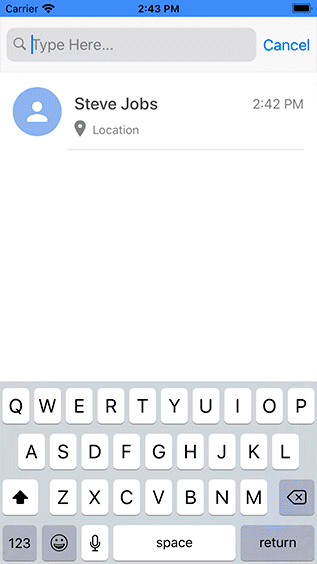 Carrier 2:43 PM
Type Here... Cancel
Steve Jobs 2:42 PM
Location
Q W E R T Y U I O P
A S D F G H J K L
Z X C V B N M
123 space return